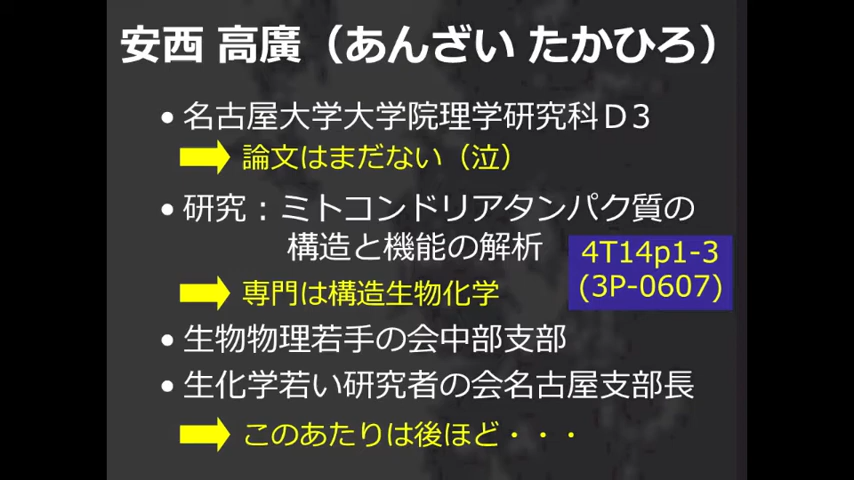 安西 高廣（あんざい たかひろ）
• 名古屋大学大学院理学研究科Ｄ３
論文はまだない（泣）
• 研究：ミトコンドリアタンパク質の
構造と機能の解析
4T14p1-3
(3P-0607)
専門は構造生物化学
• 生物物理若手の会中部支部
• 生化学若い研究者の会名古屋支部長
このあたりは後ほど・・・